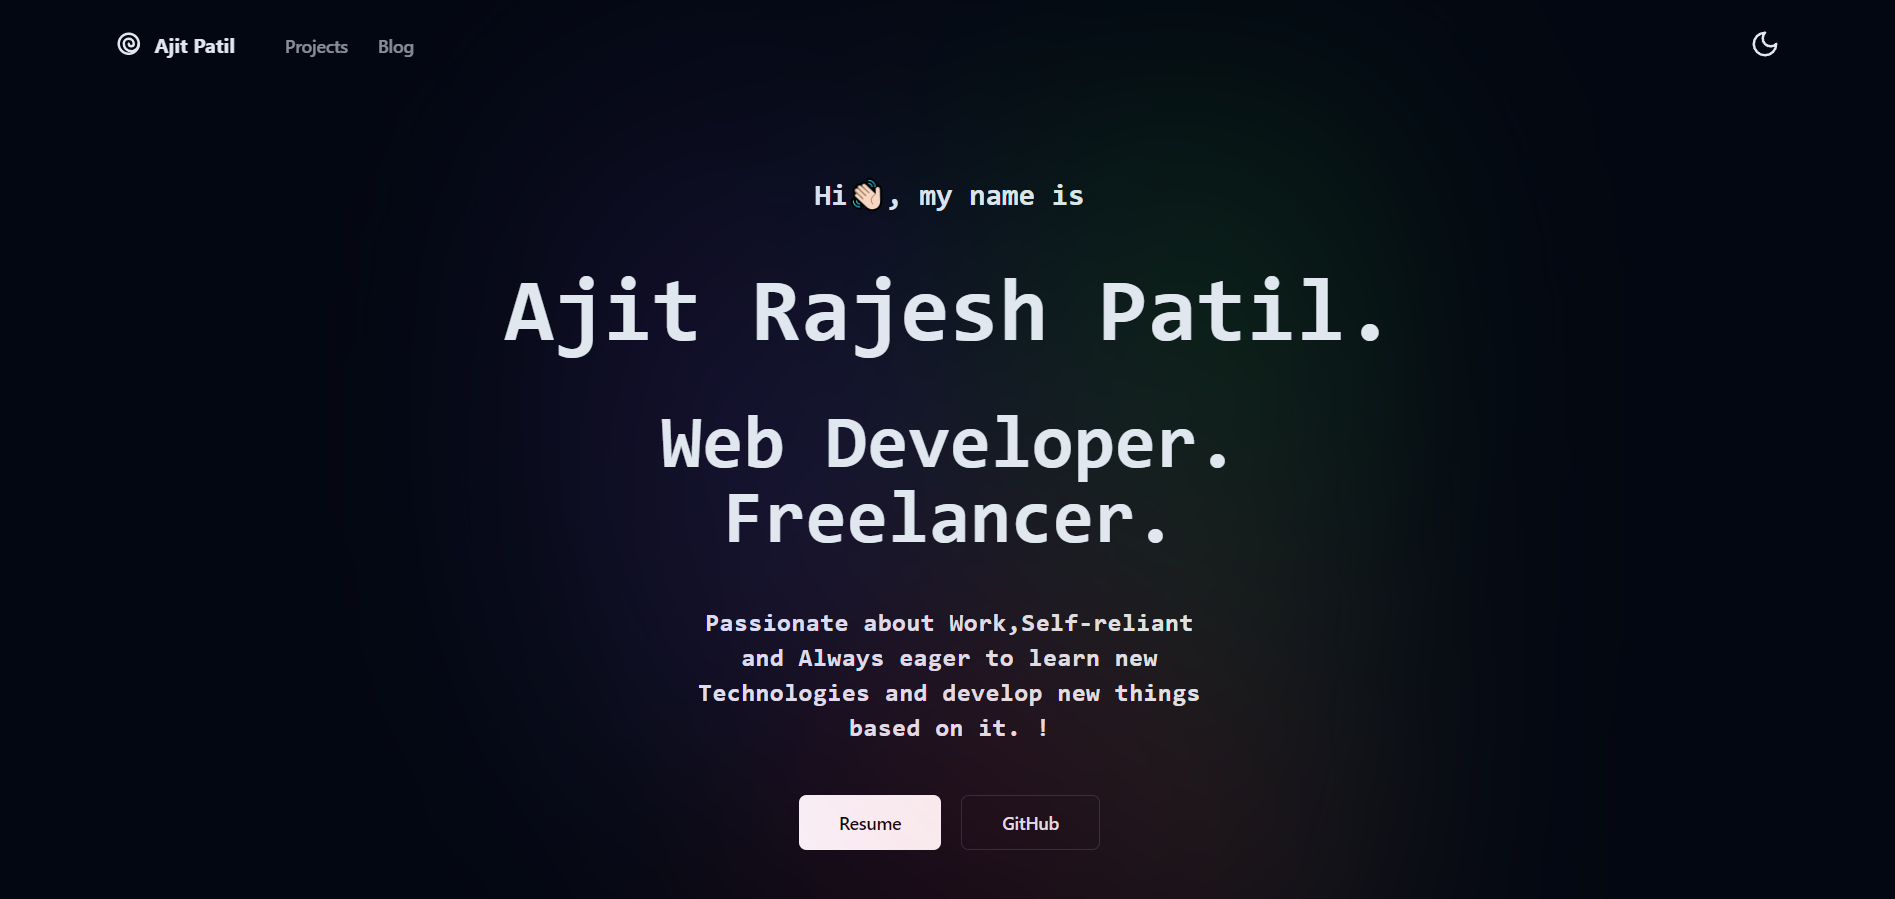 Ajit Patil
Projects
Blog
Hi👋🏻, my name is
Ajit Rajesh Patil.
Web Developer.
Freelancer.
Passionate about Work,Self-reliant
and Always eager to learn new
Technologies and develop new things
based on it. !
Resume
GitHub